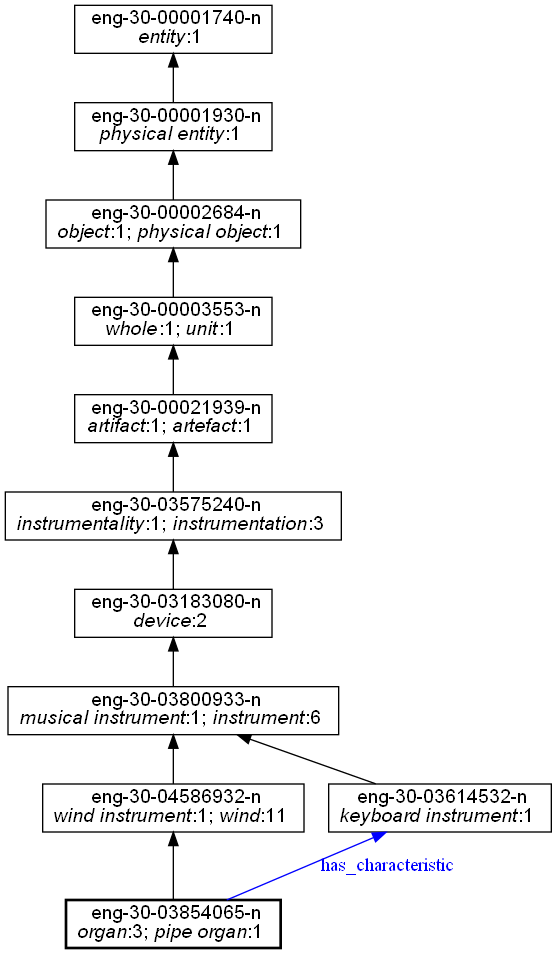 eng-30-00001740-n
entity:1
eng-30-00001930-n
physical entity:1
eng-30-00002684-n
object:1; physical object:1
eng-30-00003553-n
whole:1; unit:1
eng-30-00021939-n
artifact:1; artefact:1
eng-30-03575240-n
instrumentality:1; instrumentation:3
eng-30-03183080-n
device:2
eng-30-03800933-n
musical instrument:1; instrument:6
eng-30-04586932-n
wind instrument:1; wind:11
eng-30-03614532-n
keyboard instrument:1
has_characteristic
eng-30-03854065-n
organ:3; pipe organ:1